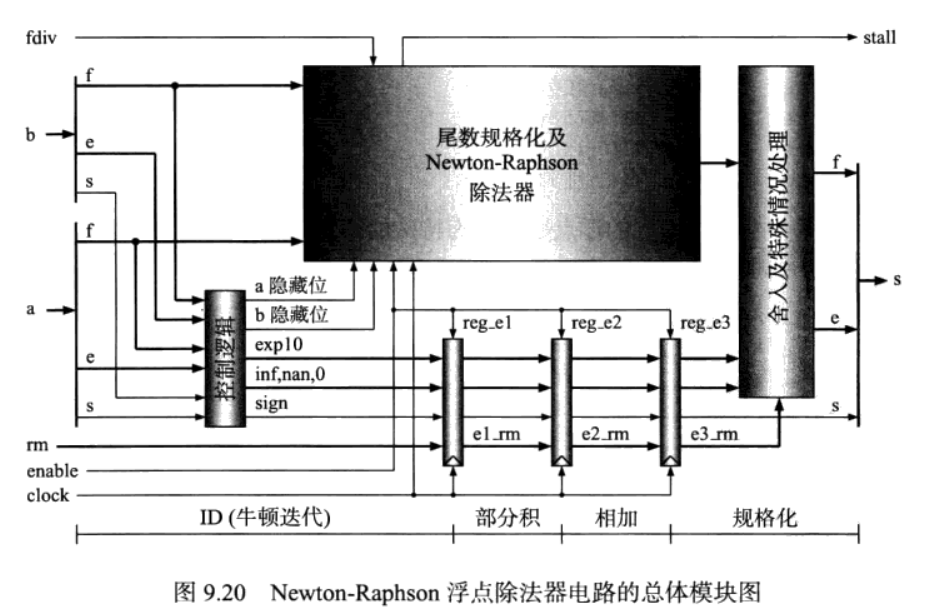 fdiv
stall
f
b
e
s
f
a
e
s
尾数规格化及
Newton-Raphson
除法器
舍入及特殊情况处理
f
s
e
s
控制逻辑
a 隐藏位
b 隐藏位
exp10
inf,nan,0
sign
reg_e1
reg_e2
reg_e3
e1_rm
e2_rm
e3_rm
rm
enable
clock
ID (牛顿迭代)
部分积
相加
规格化
图 9.20 Newton-Raphson 浮点除法器电路的总体模块图